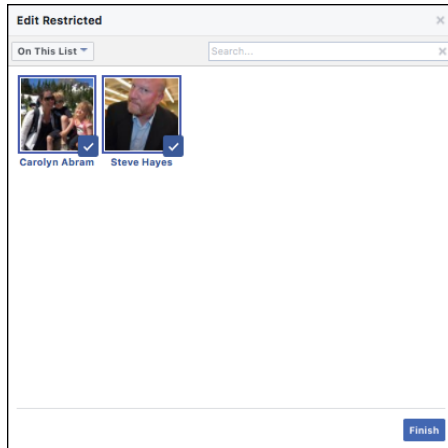 Edit Restricted
On This List
Search...
Carolyn Abram
Steve Hayes
Finish